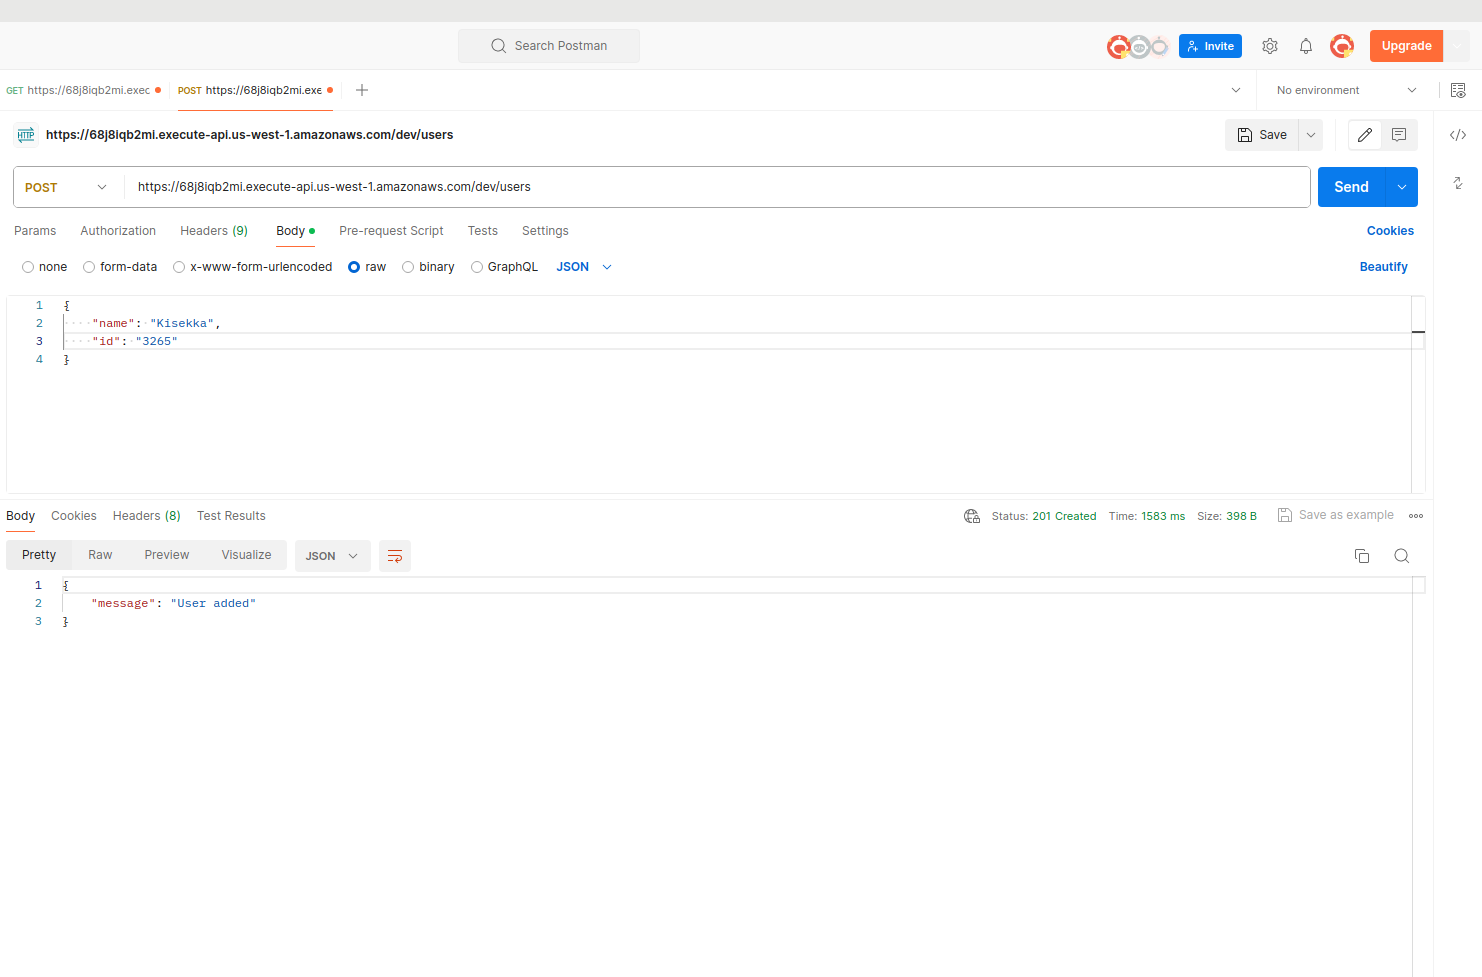 Search Postman
Invite
Upgrade
GET https://68j8iqb2mi.exec
POST https://68j8iqb2mi.exe
No environment
HTTP
https://68j8iqb2mi.execute-api.us-west-1.amazonaws.com/dev/users
Save
POST
https://68j8iqb2mi.execute-api.us-west-1.amazonaws.com/dev/users
Send
Params Authorization Headers (9) Body Pre-request Script Tests Settings Cookies
none form-data x-www-form-urlencoded raw binary GraphQL JSON Beautify
1 {
2 "name": "Kisekka",
3 "id": "3265"
4 }
Body Cookies Headers (8) Test Results Status: 201 Created Time: 1583 ms Size: 398 B Save as example
Pretty Raw Preview Visualize JSON
1 {
2 "message": "User added"
3 }